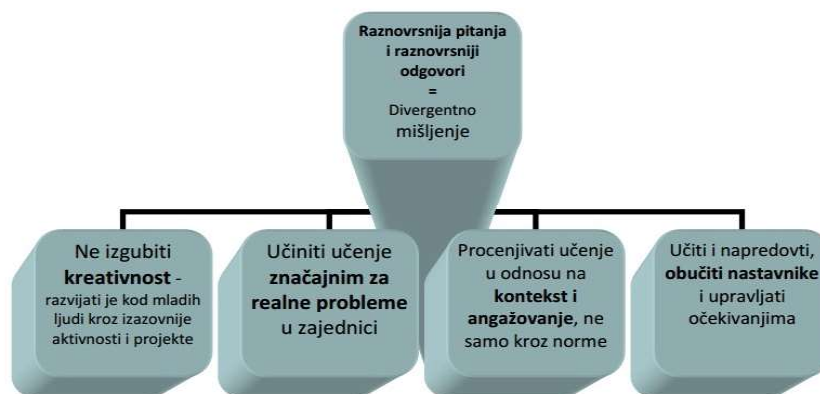 Raznovrsnija pitanja
i raznovrsniji
odgovori
=
Divergentno
mišljenje
Ne izgubiti
kreativnost -
razvijati je kod mladih
ljudi kroz izazovnije
aktivnosti i projekte
Učiniti učenje
značajnim za
realne probleme
u zajednici
Procenjivati učenje
u odnosu na
kontekst i
angažovanje, ne
samo kroz norme
Učiti i napredovti,
obučiti nastavnike
i upravljati
očekivanjima